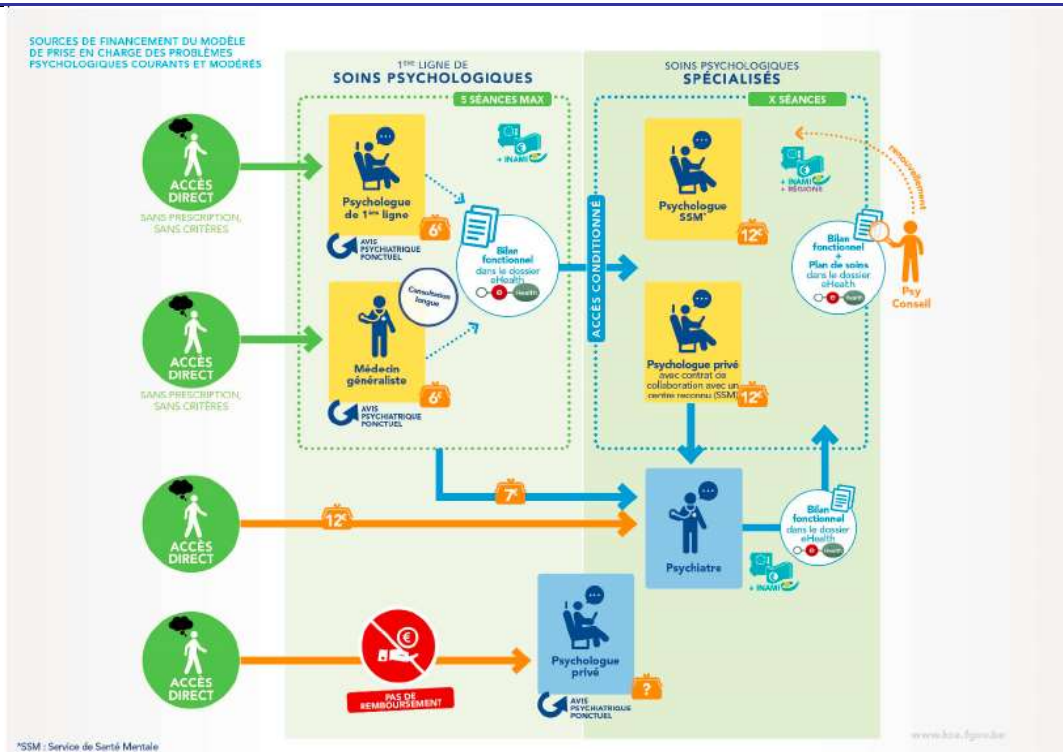 SOURCES DE FINANCEMENT DU MODÈLE
DE PRISE EN CHARGE DES PROBLÈMES
PSYCHOLOGIQUES COURANTS ET MODÉRÉS
1ÈRE LIGNE DE
SOINS PSYCHOLOGIQUES
SOINS PSYCHOLOGIQUES
SPÉCIALISÉS
5 SÉANCES MAX
X SÉANCES
ACCÈS
DIRECT
SANS PRESCRIPTION,
SANS CRITÈRES
Psychologue
de 1ère ligne
6€
AVIS
PSYCHIATRIQUE
PONCTUEL
+ INAMI
Bilan
fonctionnel
dans le dossier
eHealth
e
Health
Consultation
longue
ACCÈS
DIRECT
SANS PRESCRIPTION,
SANS CRITÈRES
Médecin
généraliste
6€
AVIS
PSYCHIATRIQUE
PONCTUEL
ACCÈS CONDITIONNÉ
Psychologue
SSM*
12€
+ INAMI
+ RÉGIONS
renouvellement
Bilan
fonctionnel
+
Plan de soins
dans le dossier
eHealth
e
Health
Psy
Conseil
Psychologue privé
avec contrat de
collaboration avec un
centre reconnu (SSM)
12€
ACCÈS
DIRECT
12€
7€
Psychiatre
Bilan
fonctionnel
dans le dossier
eHealth
e
Health
+ INAMI
ACCÈS
DIRECT
€
PAS DE
REMBOURSEMENT
Psychologue
privé
?
AVIS
PSYCHIATRIQUE
PONCTUEL
*SSM : Service de Santé Mentale
www.kce.fgov.be